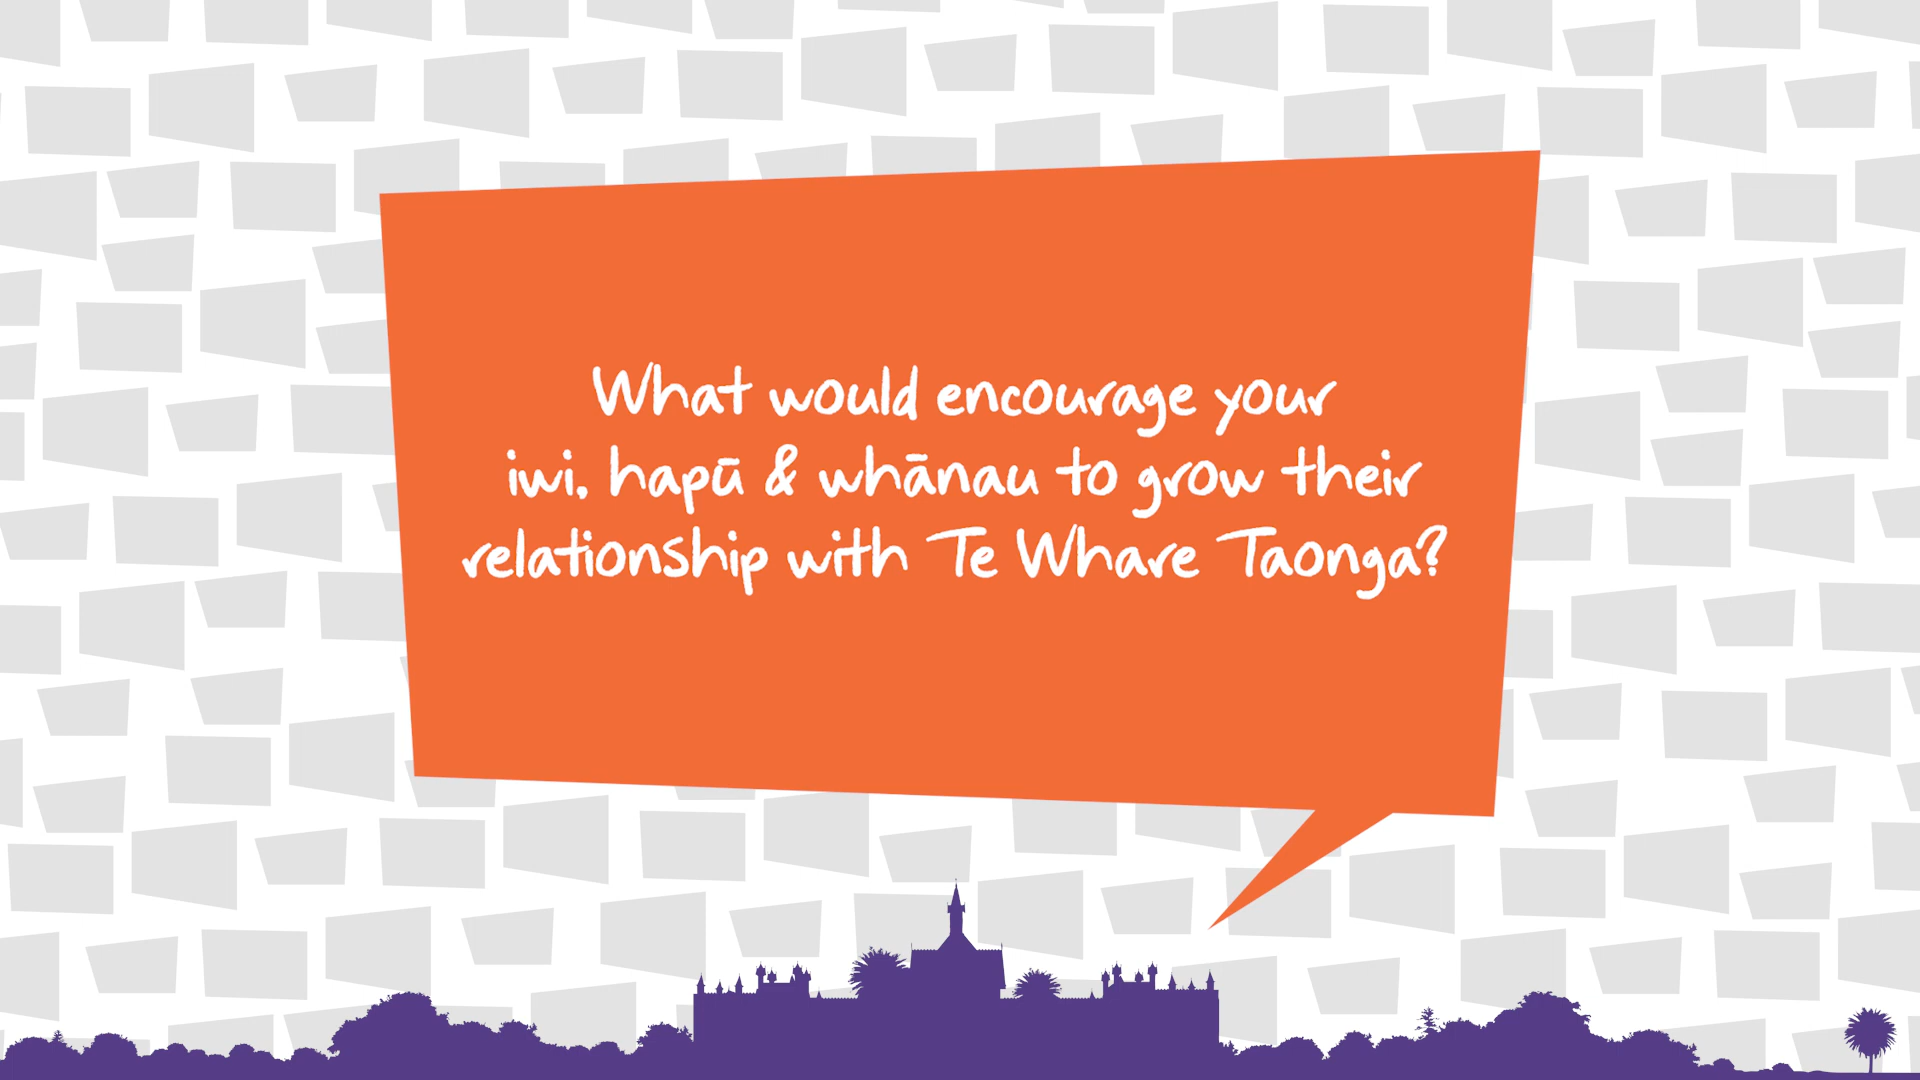 What would encourage your
iwi, hapū & whānau to grow their
relationship with Te Whare Taonga?